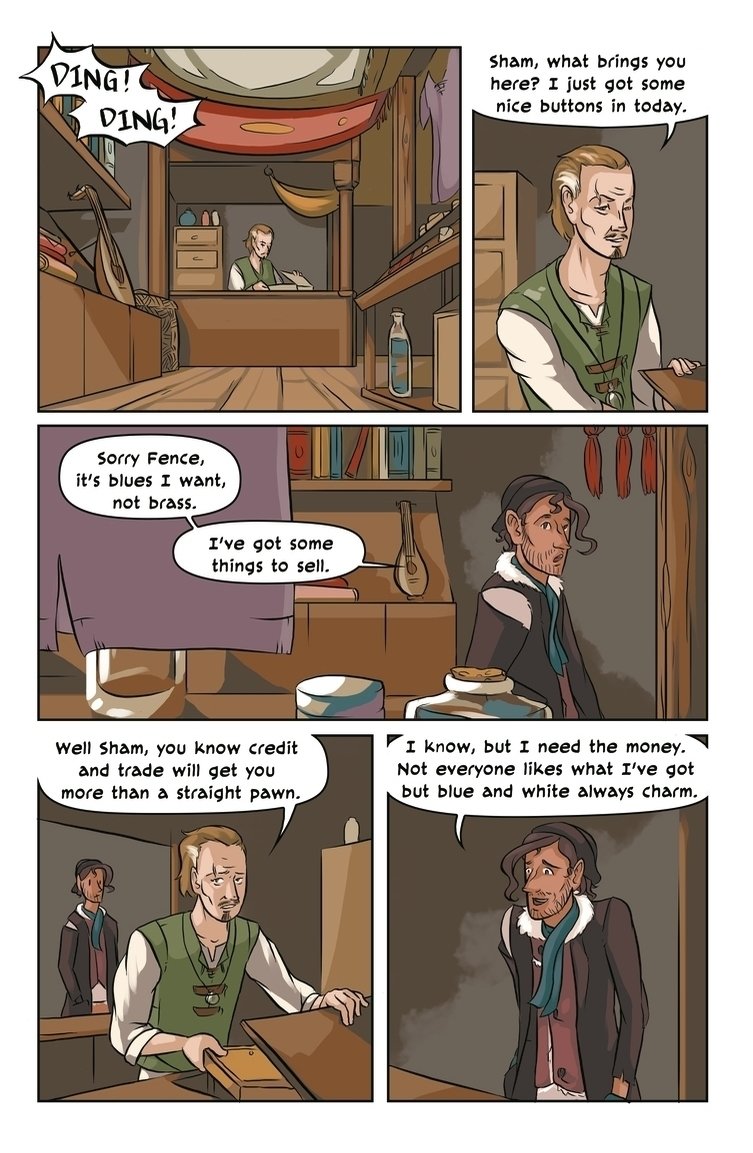 DING!
DING!
Sham, what brings you
here? I just got some
nice buttons in today.
Sorry Fence,
it's blues I want,
not brass.
I've got some
things to sell.
Well Sham, you know credit
and trade will get you
more than a straight pawn.
I know, but I need the money.
Not everyone likes what I've got
but blue and white always charm.